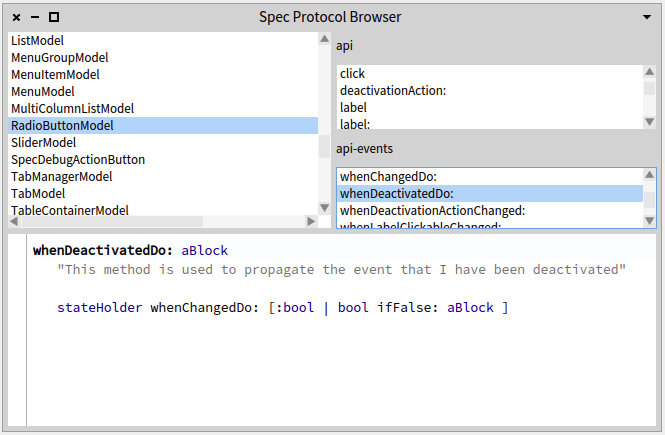 Spec Protocol Browser
ListModel
MenuGroupModel
MenuItemModel
MenuModel
MultiColumnListModel
RadioButtonModel
SliderModel
SpecDebugActionButton
TabManagerModel
TabModel
TableContainerModel
api
click
deactivationAction:
label
label:
api-events
whenChangedDo:
whenDeactivatedDo:
whenDeactivationActionChanged:
whenLabelClickableChanged:
whenDeactivatedDo: aBlock
"This method is used to propagate the event that I have been deactivated"
stateHolder whenChangedDo: [:bool | bool ifFalse: aBlock ]